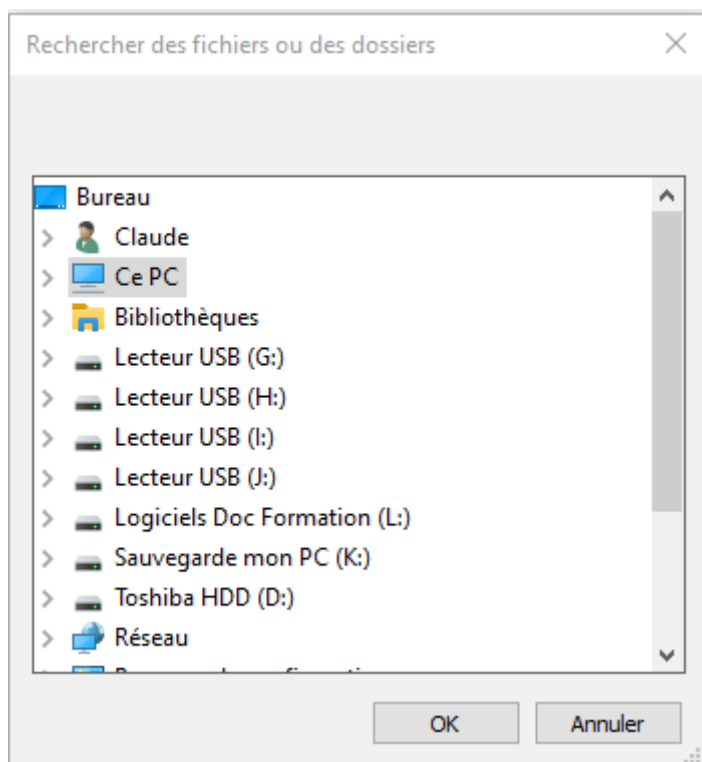 Rechercher des fichiers ou des dossiers
Bureau
Claude
Ce PC
Bibliothèques
Lecteur USB (G:)
Lecteur USB (H:)
Lecteur USB (I:)
Lecteur USB (J:)
Logiciels Doc Formation (L:)
Sauvegarde mon PC (K:)
Toshiba HDD (D:)
Réseau
OK
Annuler